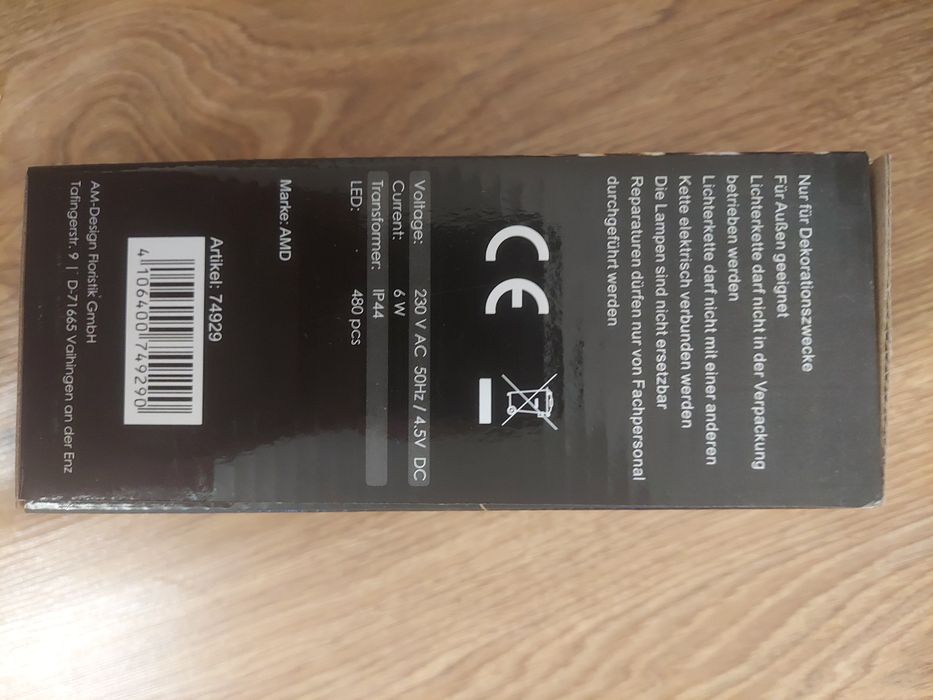 Nur für Dekorationszwecke
Für Außen geeignet
Lichterkette darf nicht in der Verpackung
betrieben werden
Lichterkette darf nicht mit einer anderen
Kette elektrisch verbunden werden
Die Lampen sind nicht ersetzbar
Reparaturen dürfen nur von Fachpersonal
durchgeführt werden
CE
Voltage: 230 V AC 50Hz / 4.5V DC
Current: 6 W
Transformer: IP44
LED: 480 pcs
Marke: AMD
Artikel: 74929
4 106400 749290
AM-Design Floristik GmbH
Tafingerstr. 9 | D-71665 Vaihingen an der Enz